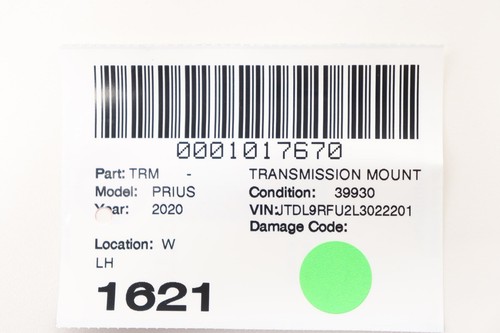 0001017670
Part: TRM - TRANSMISSION MOUNT
Model: PRIUS Condition: 39930
Year: 2020 VIN:JTDL9RFU2L3022201
Damage Code:
Location: W
LH
1621